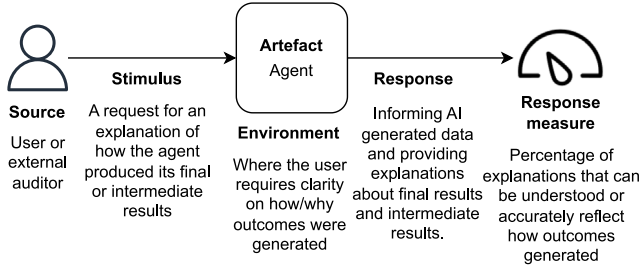 Source
User or
external
auditor
Stimulus
A request for an
explanation of
how the agent
produced its final
or intermediate
results
Artefact
Agent
Environment
Where the user
requires clarity
on how/why
outcomes were
generated
Response
Informing AI
generated data
and providing
explanations
about final results
and intermediate
results.
Response
measure
Percentage of
explanations that can
be understood or
accurately reflect
how outcomes
generated